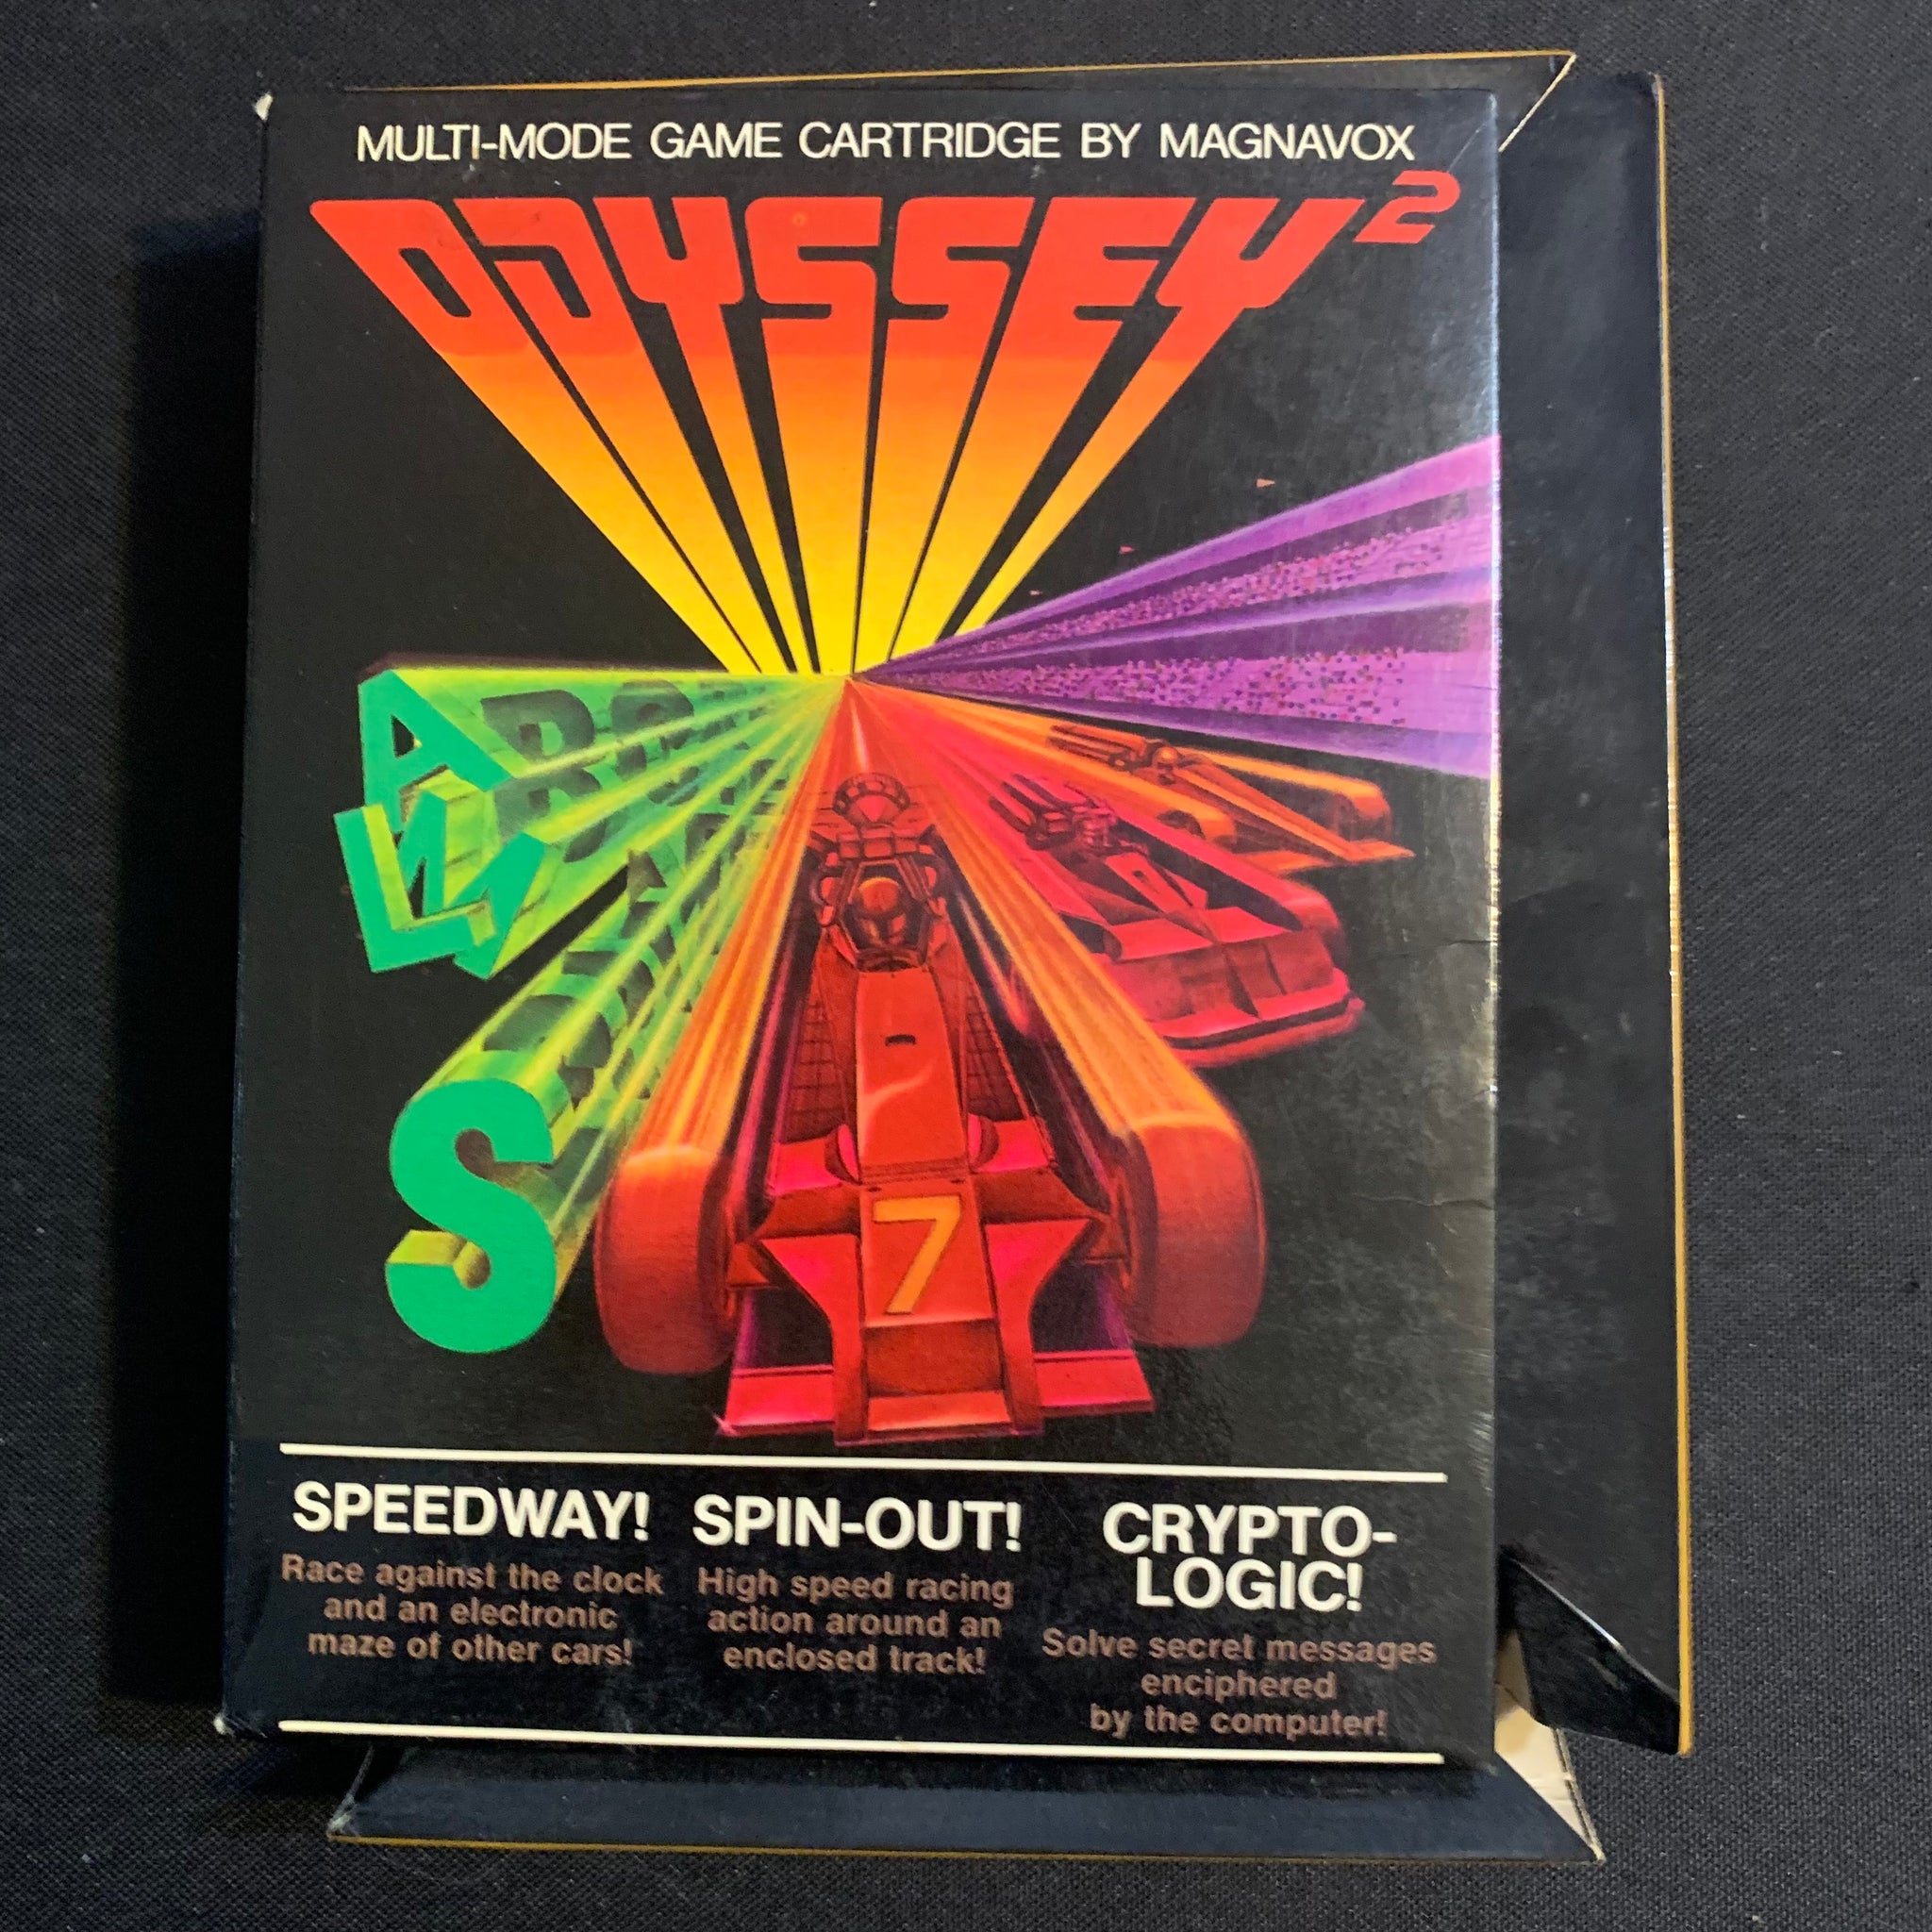 MULTI-MODE GAME CARTRIDGE BY MAGNAVOX
ODYSSEY²
A
W
L
S
7
SPEEDWAY!
Race against the clock
and an electronic
maze of other cars!
SPIN-OUT!
High speed racing
action around an
enclosed track!
CRYPTO-
LOGIC!
Solve secret messages
enciphered
by the computer!